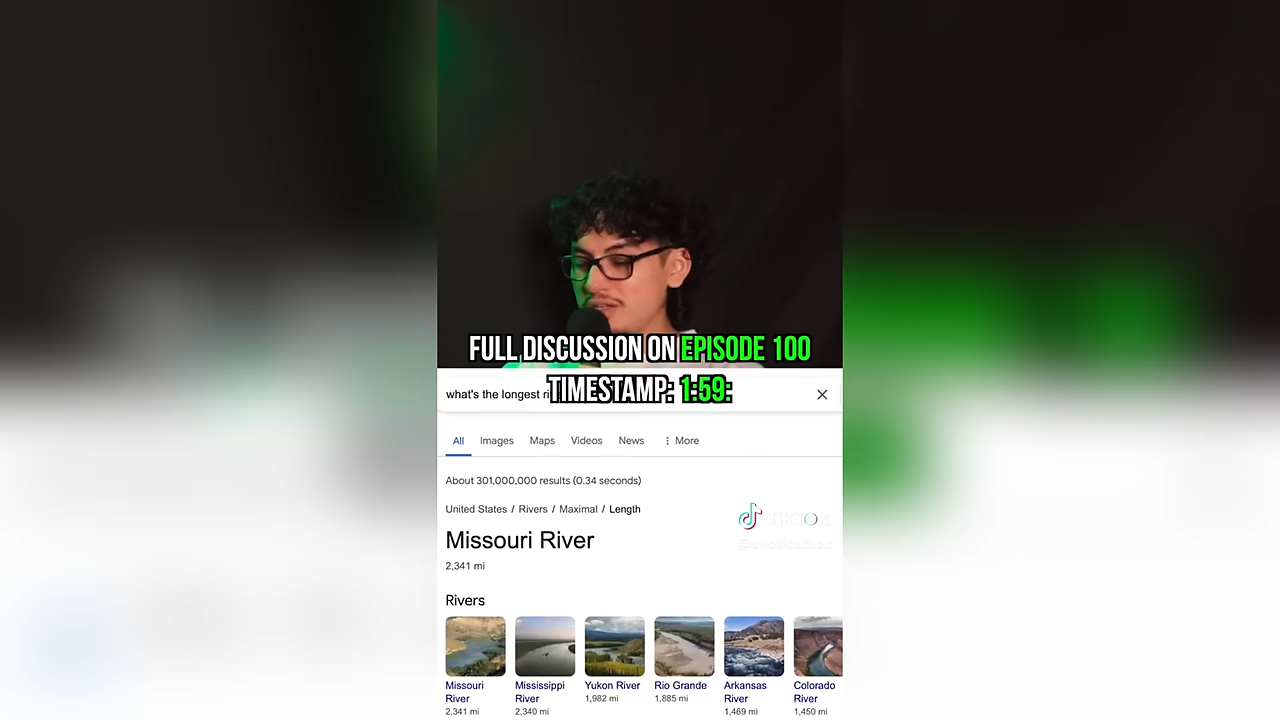 FULL DISCUSSION ON EPISODE 100
TIMESTAMP: 1:59:
what's the longest
All Images Maps Videos News More
About 301,000,000 results (0.34 seconds)
United States / Rivers / Maximal / Length
TikTok
Missouri River
2,341 mi
Rivers
Missouri River
2,341 mi
Mississippi River
2,340 mi
Yukon River
1,982 mi
Rio Grande
1,885 mi
Arkansas River
1,469 mi
Colorado River
1,450 mi